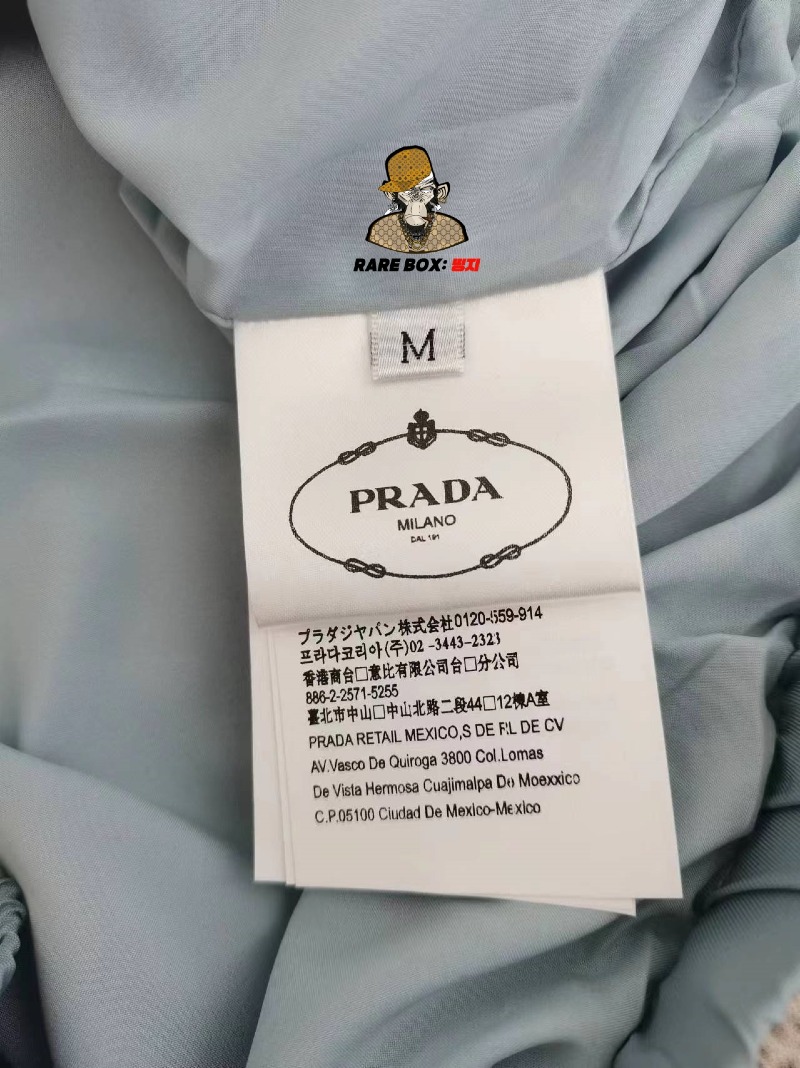 RARE BOX: 빙지
M
PRADA
MILANO
DAL 191
プラダジヤパン株式会社0120-559-914
프라다코리아(주)02 -3443-2323
香港商台□意比有限公司台□分公司
886-2-2571-5255
臺北市中山□中山北路二段44□12樓A室
PRADA RETAIL MEXICO,S DE R!L DE CV
AV.Vasco De Quiroga 3800 Col.Lomas
De Vista Hermosa Cuajimalpa De Moexxico
C.P.05100 Ciudad De Mexico-Mexico